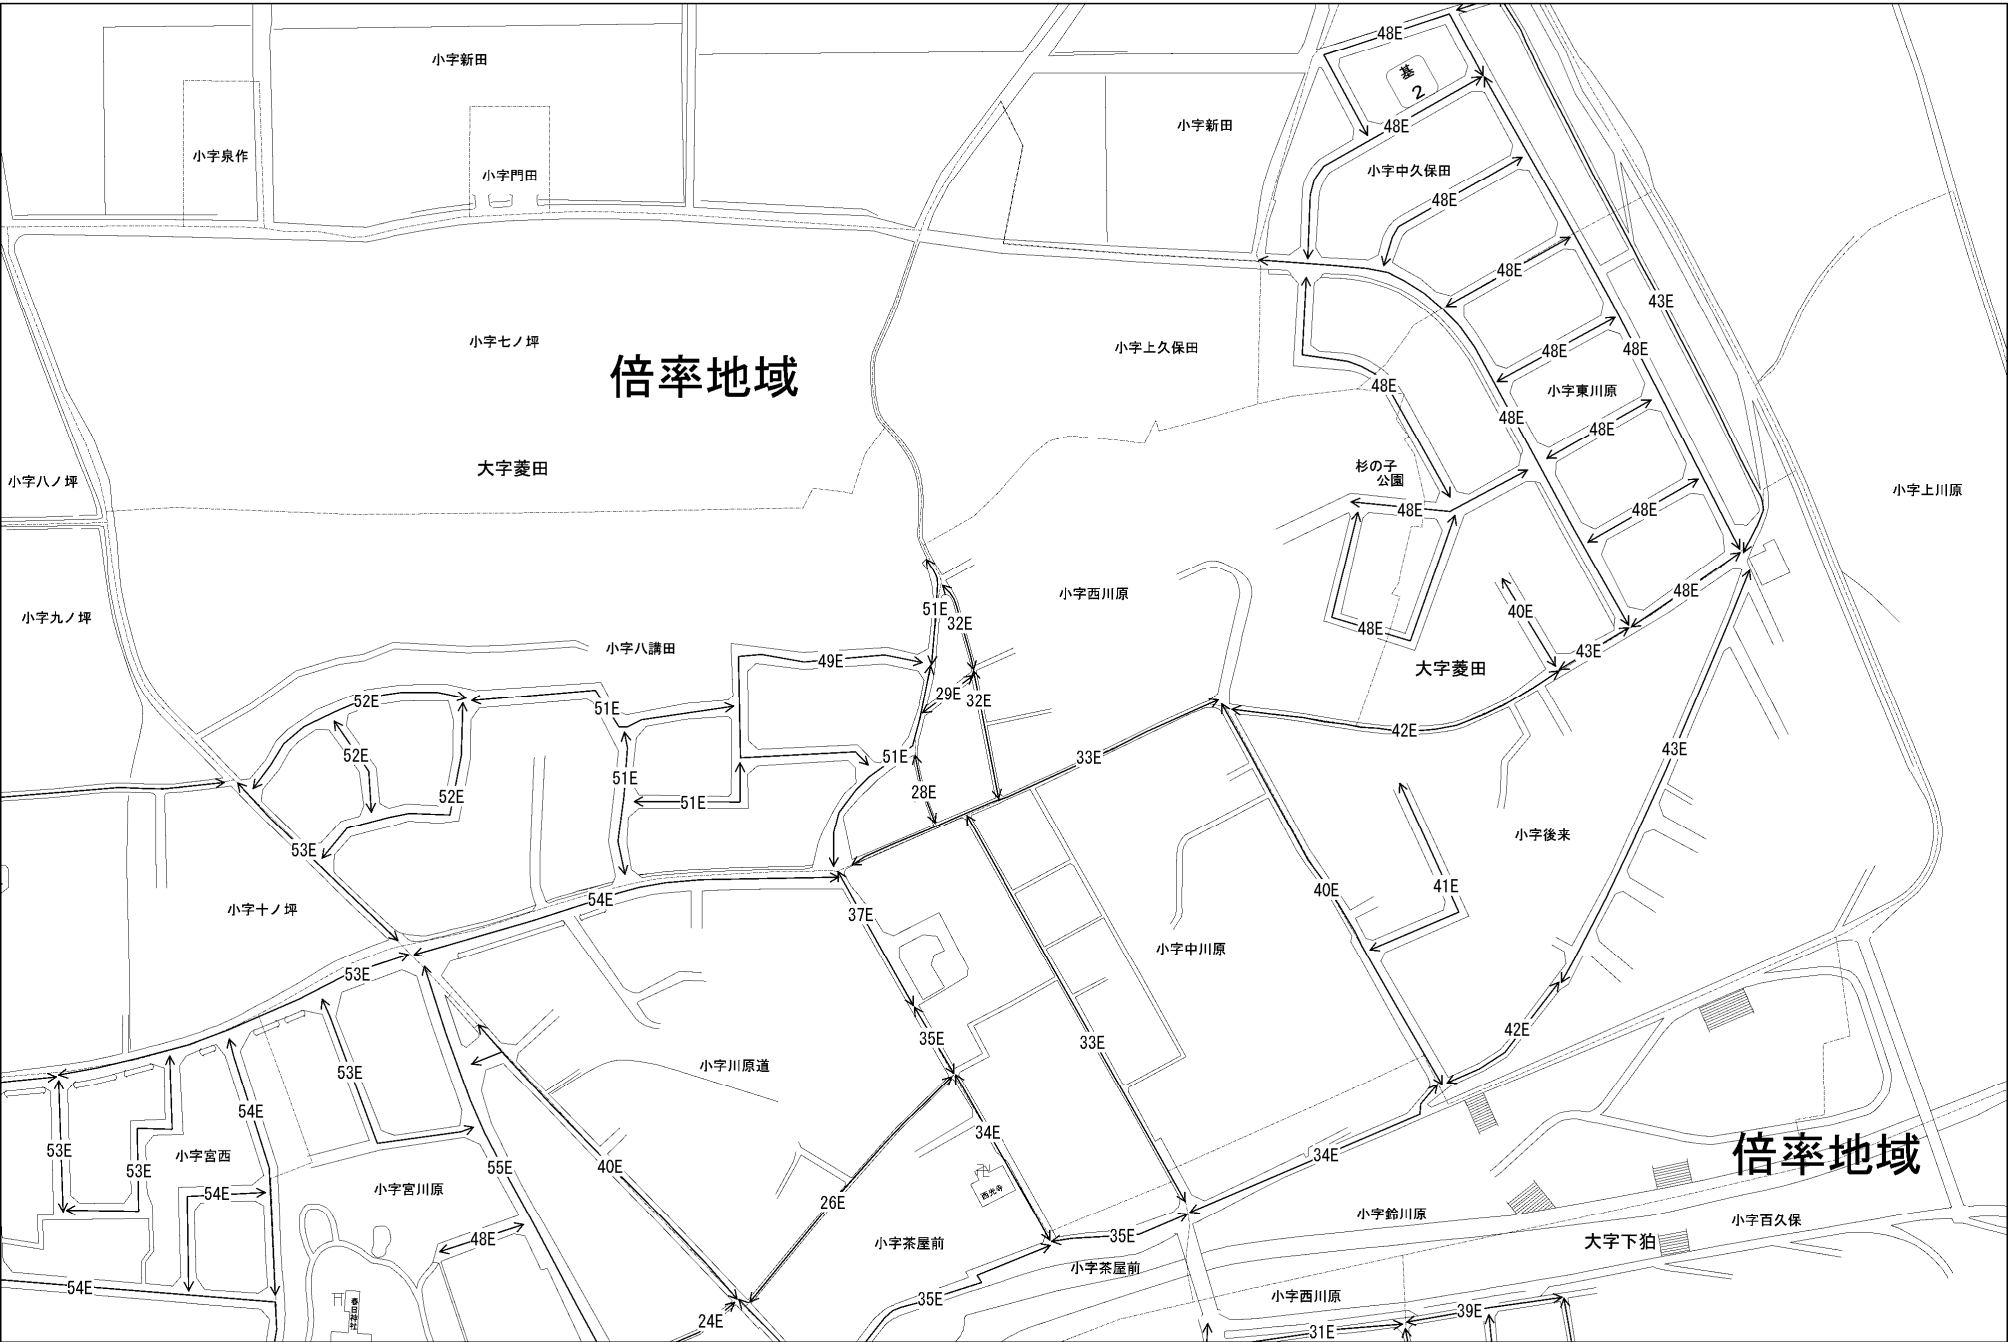 48E
小字新田
基
2
小字新田
48E
小字泉作
小字中久保田
小字門田
48E
48E
43E
小字七ノ坪
小字上久保田
48E
48E
倍率地域
48E
小字東川原
48E
48E
大字菱田
杉の子
公園
小字八ノ坪
小字上川原
48E
48E
小字西川原
48E
51E
40E
小字九ノ坪
32E
48E
小字八講田
43E
49E
大字菱田
29E
52E
32E
51E
42E
43E
52E
51E
33E
51E
28E
52E
51E
小字後来
53E
41E
40E
54E
小字十ノ坪
37E
小字中川原
53E
42E
35E
33E
小字川原道
53E
54E
34E
53E
小字宮西
34E
倍率地域
40E
55E
53E
小字宮川原
54E
西光寺
26E
小字鈴川原
小字百久保
35E
48E
小字茶屋前
大字下狛
小字茶屋前
54E
小字西川原
35E
春日神社
39E
24E
31E